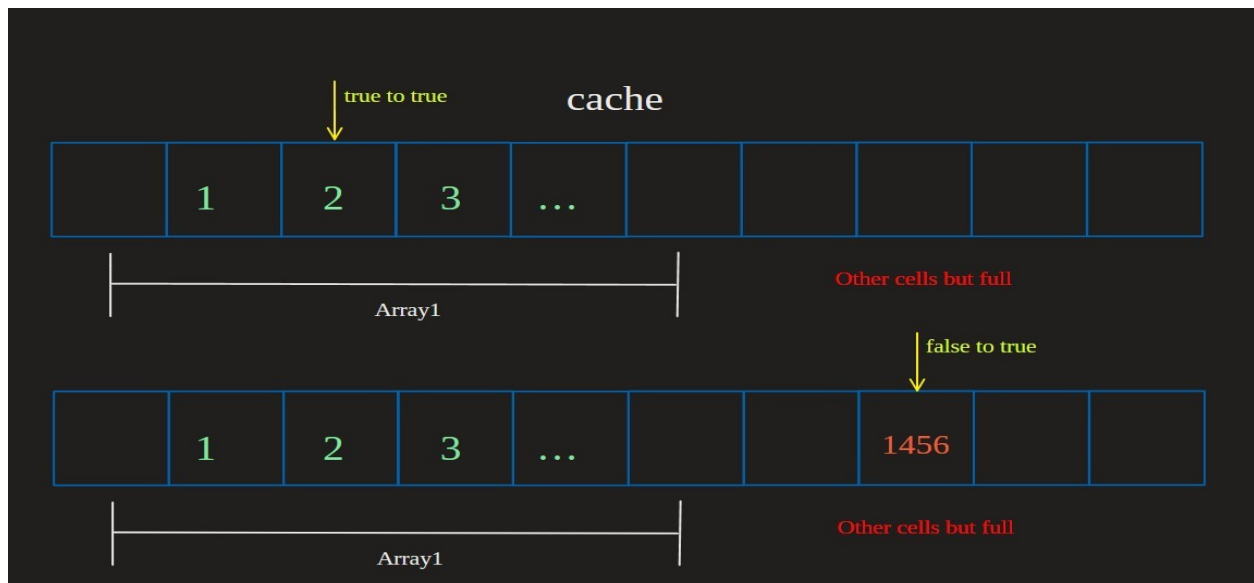 true to true
cache
1 2 3 ...
Other cells but full
Array1
false to true
1 2 3 ... 1456
Other cells but full
Array1